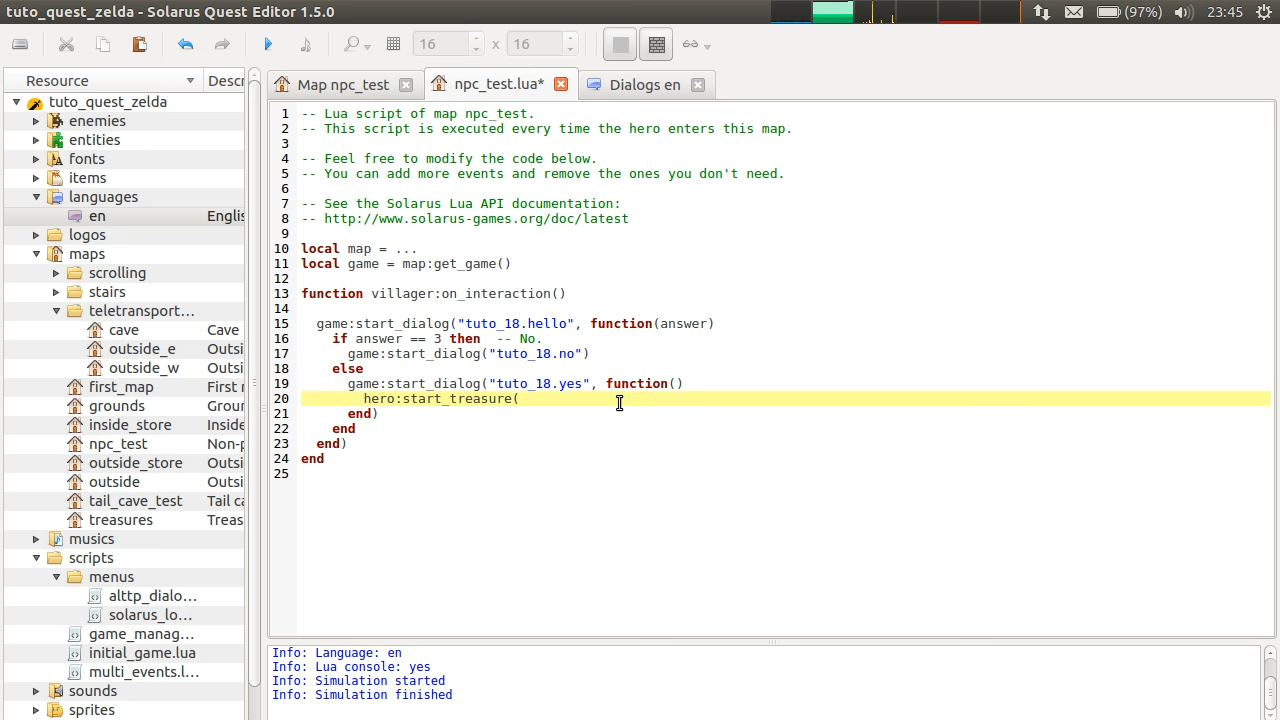 tuto_quest_zelda - Solarus Quest Editor 1.5.0
(97%)
23:45
16
x
16
Resource
Descr
Map npc_test
npc_test.lua*
Dialogs en
tuto_quest_zelda
enemies
entities
fonts
items
languages
en
Englis
logos
maps
scrolling
stairs
teletransport...
cave
Cave
outside_e
Outsi
outside_w
Outsi
first_map
First r
grounds
Groun
inside_store
Inside
npc_test
Non-p
outside_store
Outsi
outside
Outsi
tail_cave_test
Tail ca
treasures
Treas
musics
scripts
menus
alttp_dialo...
solarus_lo...
game_manag...
initial_game.lua
multi_events.l...
sounds
sprites
1 -- Lua script of map npc_test.
2 -- This script is executed every time the hero enters this map.
3
4 -- Feel free to modify the code below.
5 -- You can add more events and remove the ones you don't need.
6
7 -- See the Solarus Lua API documentation:
8 -- http://www.solarus-games.org/doc/latest
9
10 local map = ...
11 local game = map:get_game()
12
13 function villager:on_interaction()
14
15 game:start_dialog("tuto_18.hello", function(answer)
16 if answer == 3 then -- No.
17 game:start_dialog("tuto_18.no")
18 else
19 game:start_dialog("tuto_18.yes", function()
20 hero:start_treasure(
21 end)
22 end
23 end)
24 end
25
Info: Language: en
Info: Lua console: yes
Info: Simulation started
Info: Simulation finished